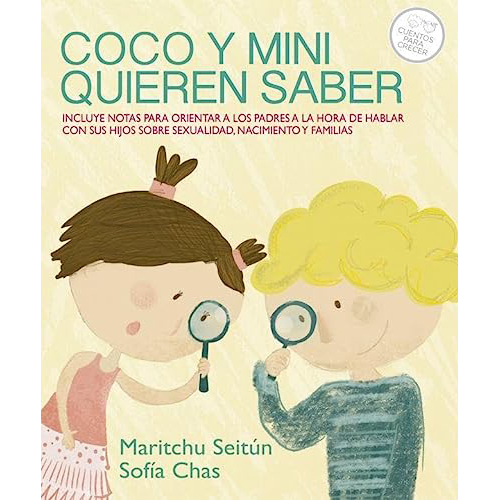 COCO Y MINI
QUIEREN SABER
CUENTOS
PARA
CRECER
INCLUYE NOTAS PARA ORIENTAR A LOS PADRES A LA HORA DE HABLAR
CON SUS HIJOS SOBRE SEXUALIDAD, NACIMIENTO Y FAMILIAS
Maritchu Seitún
Sofía Chas